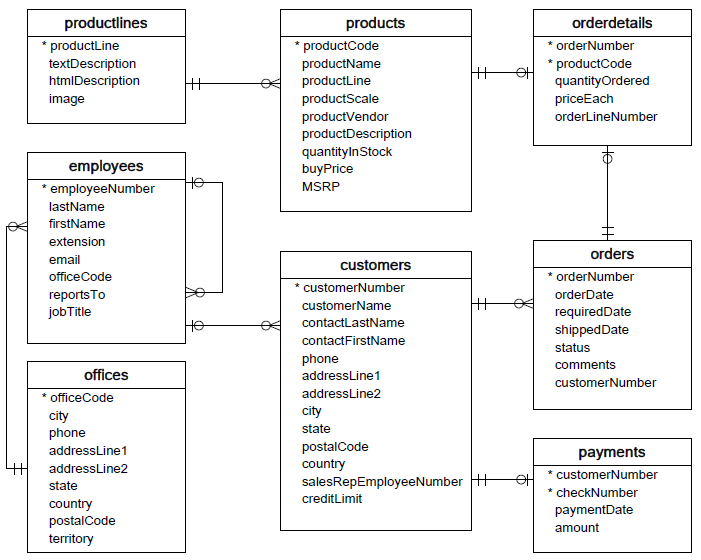 productlines
* productLine
textDescription
htmlDescription
image
products
* productCode
productName
productLine
productScale
productVendor
productDescription
quantityInStock
buyPrice
MSRP
orderdetails
* orderNumber
* productCode
quantityOrdered
priceEach
orderLineNumber
employees
* employeeNumber
lastName
firstName
extension
email
officeCode
reportsTo
jobTitle
customers
* customerNumber
customerName
contactLastName
contactFirstName
phone
addressLine1
addressLine2
city
state
postalCode
country
salesRepEmployeeNumber
creditLimit
orders
* orderNumber
orderDate
requiredDate
shippedDate
status
comments
customerNumber
offices
* officeCode
city
phone
addressLine1
addressLine2
state
country
postalCode
territory
payments
* customerNumber
* checkNumber
paymentDate
amount